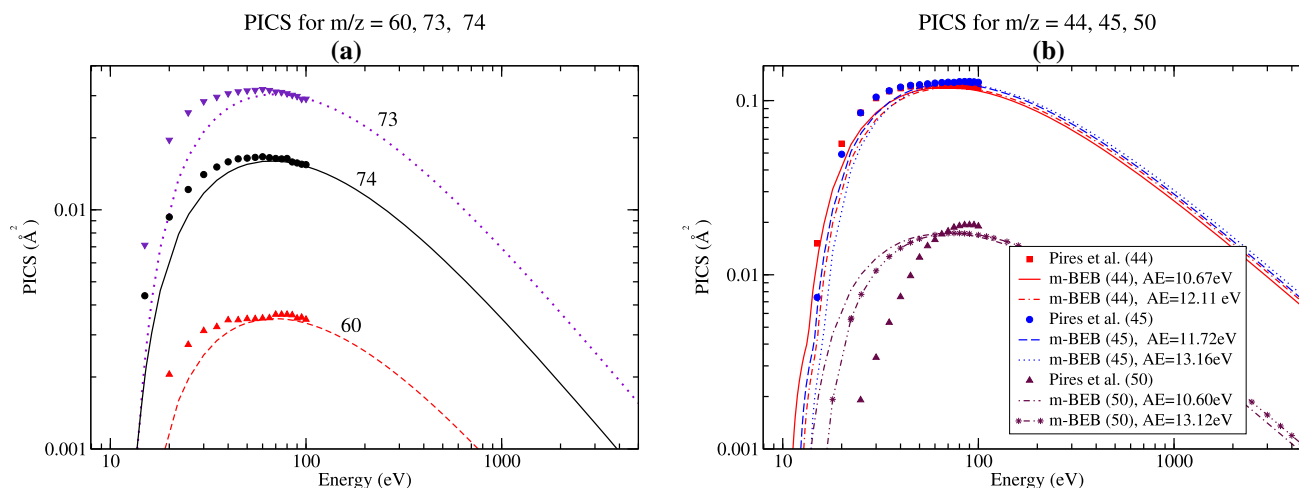 PICS for m/z = 60, 73, 74
(a)
73
74
60
0.01
0.001
PICS (Å²)
10
100
1000
Energy (eV)
PICS for m/z = 44, 45, 50
(b)
0.1
0.01
0.001
PICS (Å²)
Pires et al. (44)
m-BEB (44), AE=10.67eV
m-BEB (44), AE=12.11 eV
Pires et al. (45)
m-BEB (45), AE=11.72eV
m-BEB (45), AE=13.16eV
Pires et al. (50)
m-BEB (50), AE=10.60eV
m-BEB (50), AE=13.12eV
10
100
1000
Energy (eV)